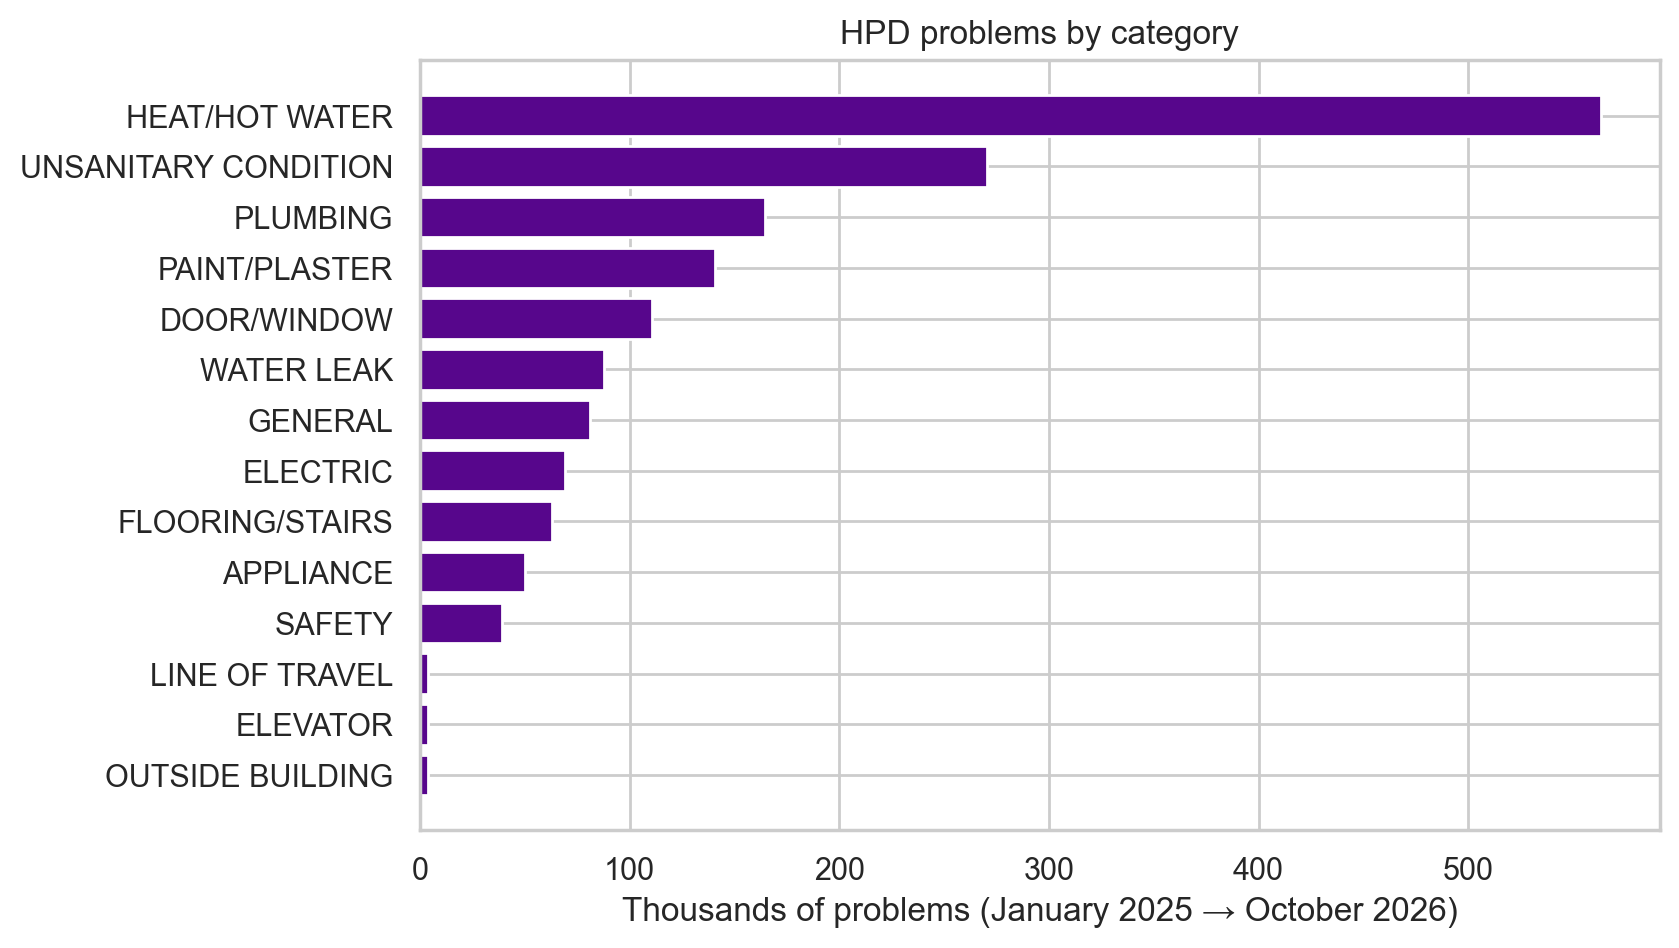 HPD problems by category
HEAT/HOT WATER
UNSANITARY CONDITION
PLUMBING
PAINT/PLASTER
DOOR/WINDOW
WATER LEAK
GENERAL
ELECTRIC
FLOORING/STAIRS
APPLIANCE
SAFETY
LINE OF TRAVEL
ELEVATOR
OUTSIDE BUILDING
0 100 200 300 400 500
Thousands of problems (January 2025 → October 2026)